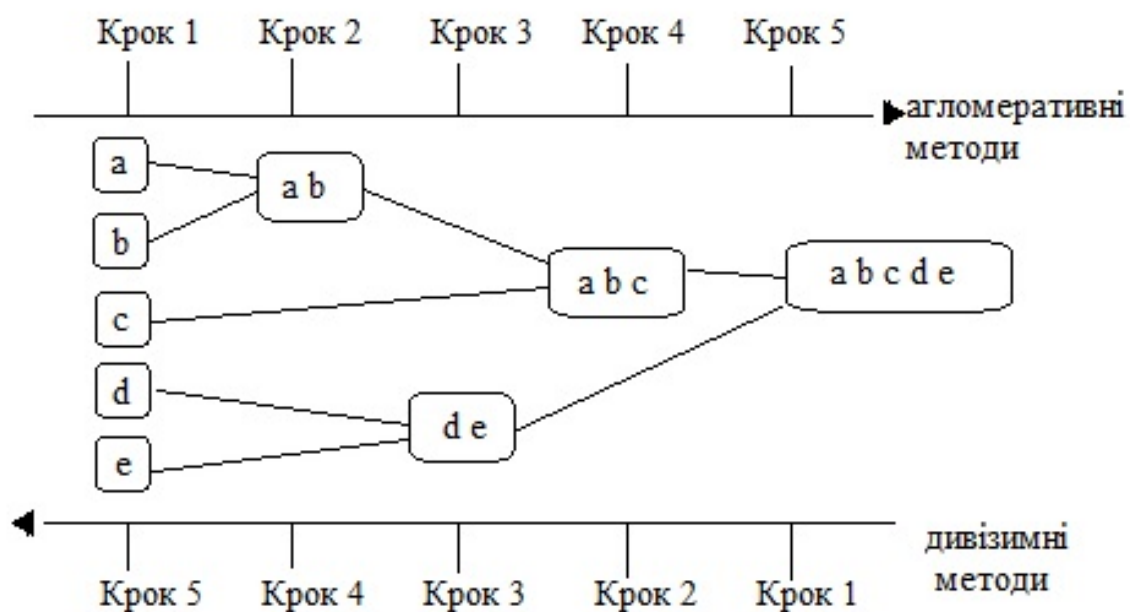 Крок 1 Крок 2 Крок 3 Крок 4 Крок 5
агломеративні
методи
a
a b
b
a b c
a b c d e
c
d
d e
e
дивізимні
методи
Крок 5 Крок 4 Крок 3 Крок 2 Крок 1